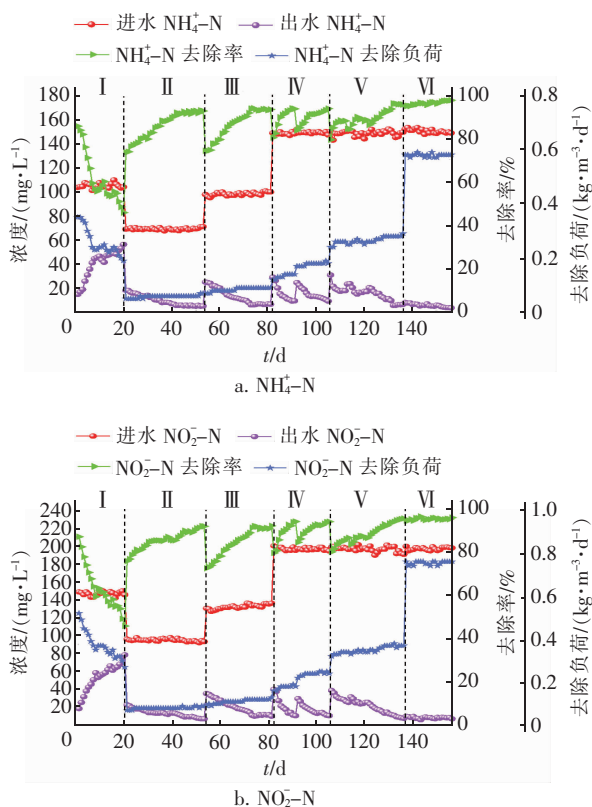 进水 NH₄⁺-N 出水 NH₄⁺-N
NH₄⁺-N 去除率 NH₄⁺-N 去除负荷
Ⅰ Ⅱ Ⅲ Ⅳ Ⅴ Ⅵ
180 100 0.8
160
140 80
120 0.6
100 60
80 0.4
60 40
40 0.2
20 20
0 0 0
浓度/(mg·L⁻¹)
去除率/%
去除负荷/(kg·m⁻³·d⁻¹)
0 20 40 60 80 100 120 140
t/d
a. NH₄⁺-N
进水 NO₂⁻-N 出水 NO₂⁻-N
NO₂⁻-N 去除率 NO₂⁻-N 去除负荷
Ⅰ Ⅱ Ⅲ Ⅳ Ⅴ Ⅵ
240 100 1.0
220
200 80 0.8
180
160
140 60 0.6
120
100 40 0.4
80
60
40 20 0.2
20
0 0 0
浓度/(mg·L⁻¹)
去除率/%
去除负荷/(kg·m⁻³·d⁻¹)
0 20 40 60 80 100 120 140
t/d
b. NO₂⁻-N